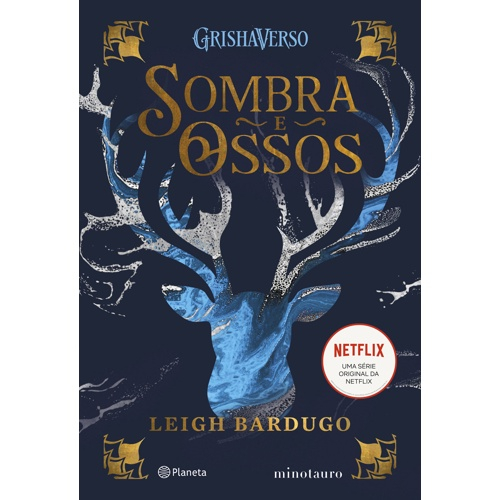 GRISHAVERSO
SOMBRA
E
OSSOS
NETFLIX
UMA SÉRIE
ORIGINAL DA
NETFLIX
LEIGH BARDUGO
Planeta
minotauro